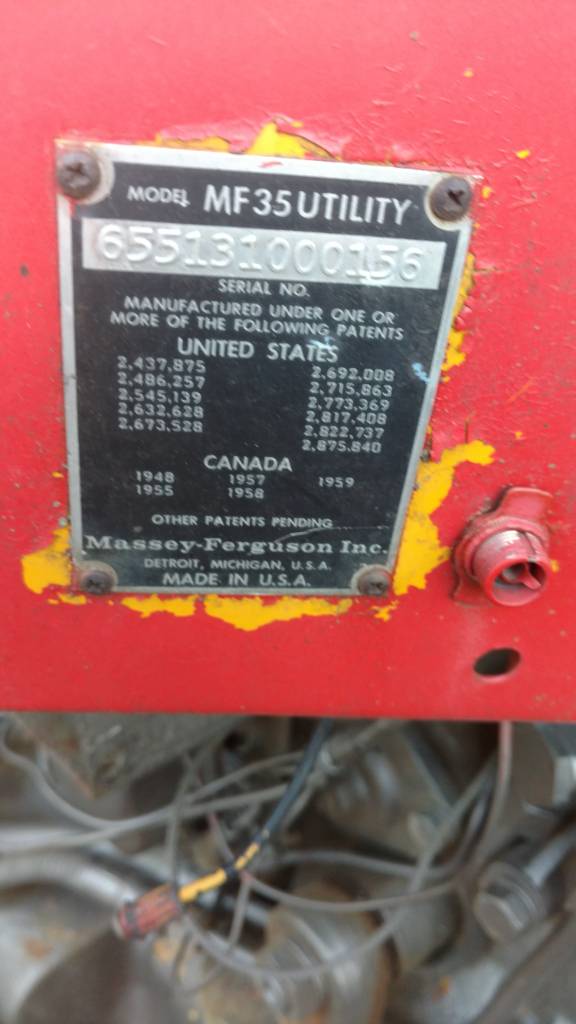 MODEL MF35 UTILITY
655131000156
SERIAL NO.
MANUFACTURED UNDER ONE OR
MORE OF THE FOLLOWING PATENTS
UNITED STATES
2,437,875 2,692,008
2,486,257 2,715,863
2,545,139 2,773,369
2,632,628 2,817,408
2,673,528 2,822,737
2,875,840
CANADA
1948 1957 1959
1955 1958
OTHER PATENTS PENDING
Massey-Ferguson Inc.
DETROIT, MICHIGAN, U.S.A.
MADE IN U.S.A.